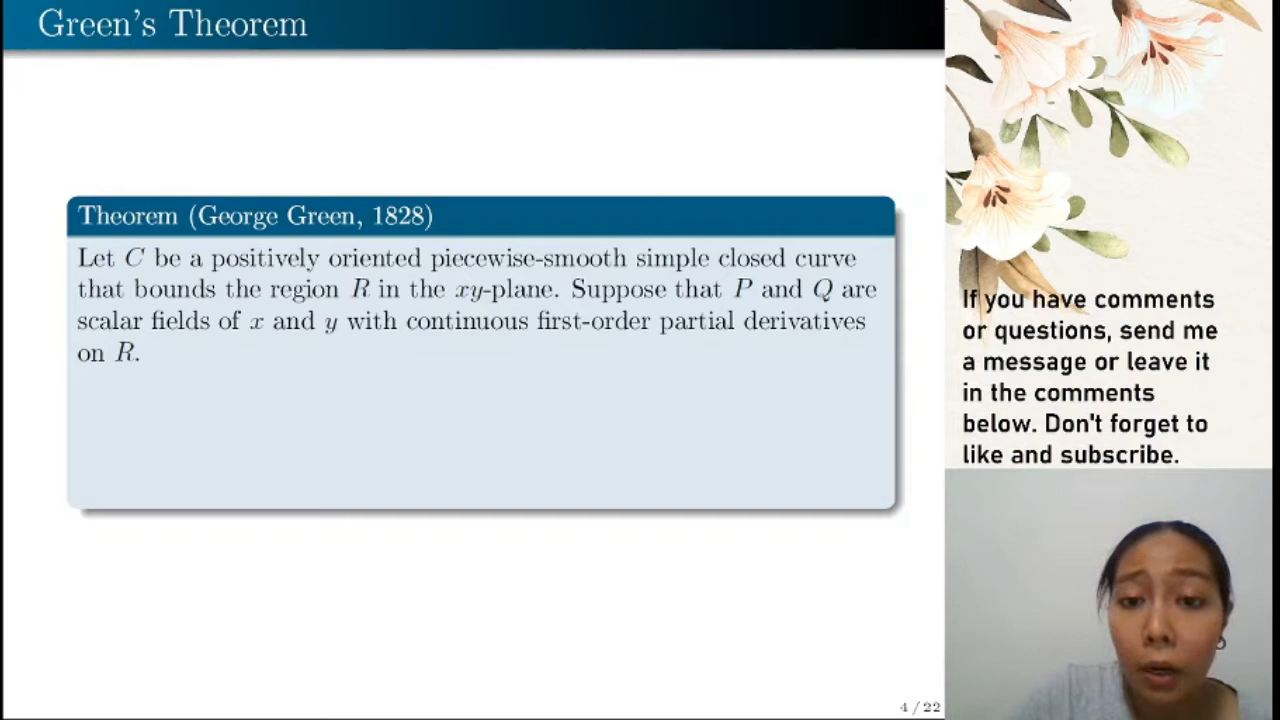 Green's Theorem
Theorem (George Green, 1828)
Let C be a positively oriented piecewise-smooth simple closed curve
that bounds the region R in the xy-plane. Suppose that P and Q are
scalar fields of x and y with continuous first-order partial derivatives
on R.
4 / 22
If you have comments
or questions, send me
a message or leave it
in the comments
below. Don't forget to
like and subscribe.